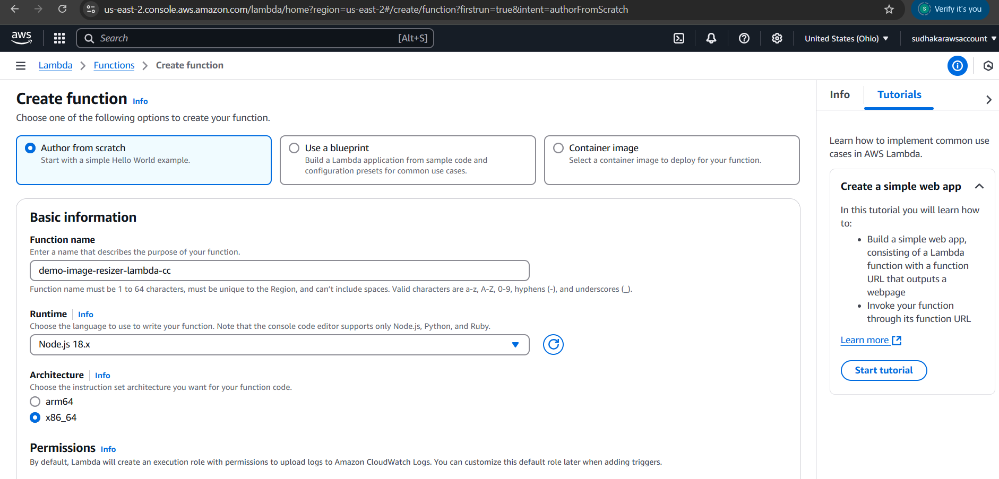 us-east-2.console.aws.amazon.com/lambda/home?region=us-east-2#/create/function?firstrun=true&intent=authorFromScratch
S
Verify it's you
aws
Search
[Alt+S]
United States (Ohio)
sudhakarawsaccount
Lambda
Functions
Create function
Create function
Info
Choose one of the following options to create your function.
Author from scratch
Start with a simple Hello World example.
Use a blueprint
Build a Lambda application from sample code and
configuration presets for common use cases.
Container image
Select a container image to deploy for your function.
Basic information
Function name
Enter a name that describes the purpose of your function.
demo-image-resizer-lambda-cc
Function name must be 1 to 64 characters, must be unique to the Region, and can't include spaces. Valid characters are a-z, A-Z, 0-9, hyphens (-), and underscores (_).
Runtime
Info
Choose the language to use to write your function. Note that the console code editor supports only Node.js, Python, and Ruby.
Node.js 18.x
Architecture
Info
Choose the instruction set architecture you want for your function code.
arm64
x86_64
Permissions
Info
By default, Lambda will create an execution role with permissions to upload logs to Amazon CloudWatch Logs. You can customize this default role later when adding triggers.
Info
Tutorials
Learn how to implement common use
cases in AWS Lambda.
Create a simple web app
In this tutorial you will learn how
to:
• Build a simple web app,
consisting of a Lambda
function with a function
URL that outputs a
webpage
• Invoke your function
through its function URL
Learn more
Start tutorial